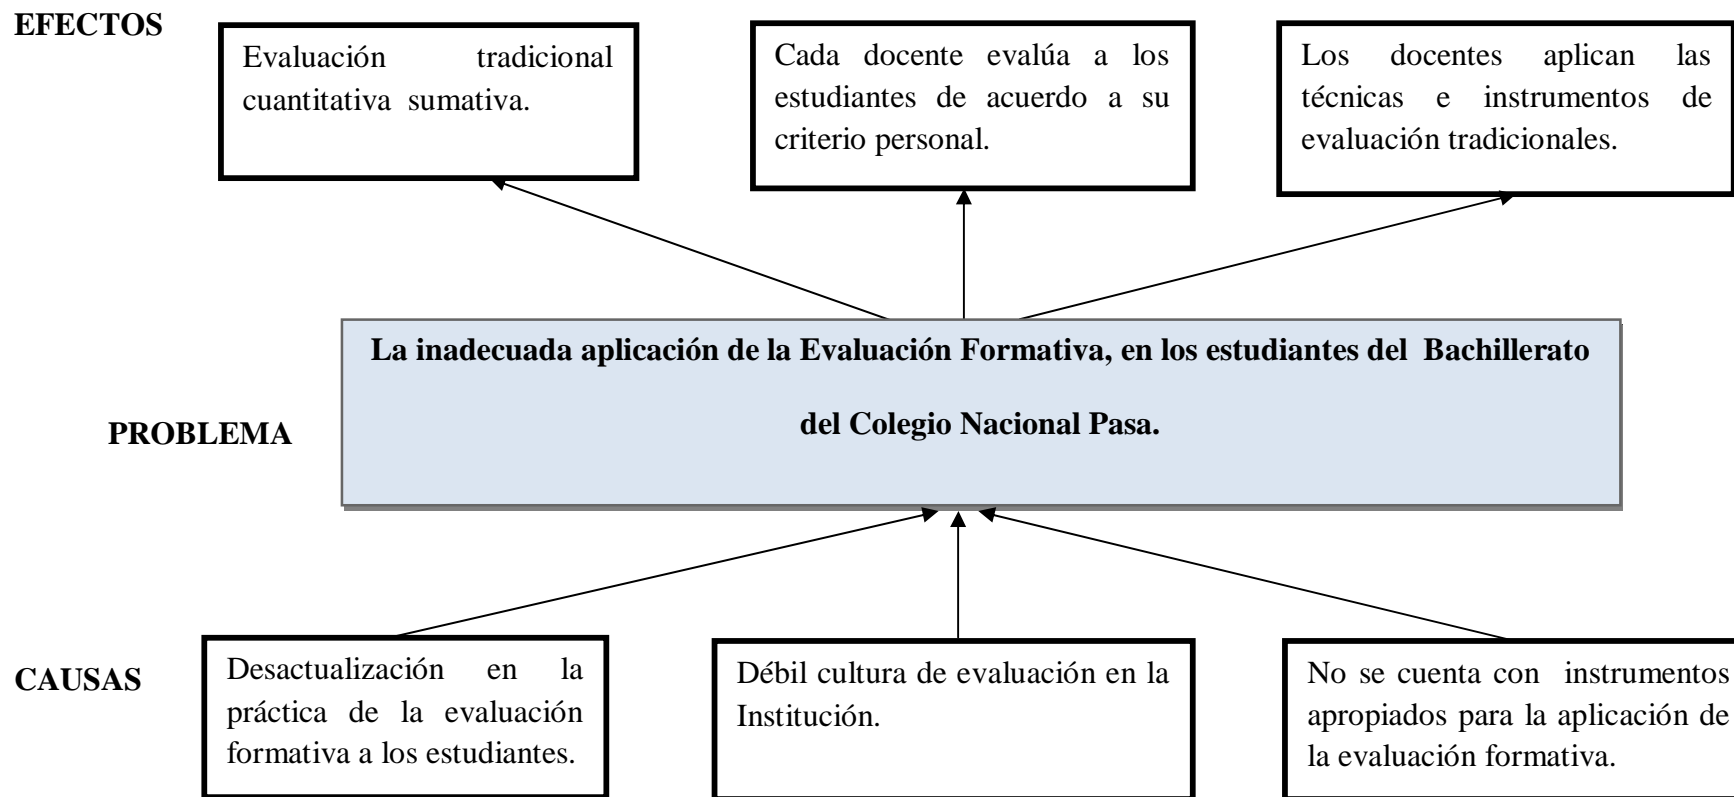 EFECTOS
Evaluación tradicional
cuantitativa sumativa.
Cada docente evalúa a los
estudiantes de acuerdo a su
criterio personal.
Los docentes aplican las
técnicas e instrumentos de
evaluación tradicionales.
PROBLEMA
La inadecuada aplicación de la Evaluación Formativa, en los estudiantes del Bachillerato
del Colegio Nacional Pasa.
CAUSAS
Desactualización en la
práctica de la evaluación
formativa a los estudiantes.
Débil cultura de evaluación en la
Institución.
No se cuenta con instrumentos
apropiados para la aplicación de
la evaluación formativa.